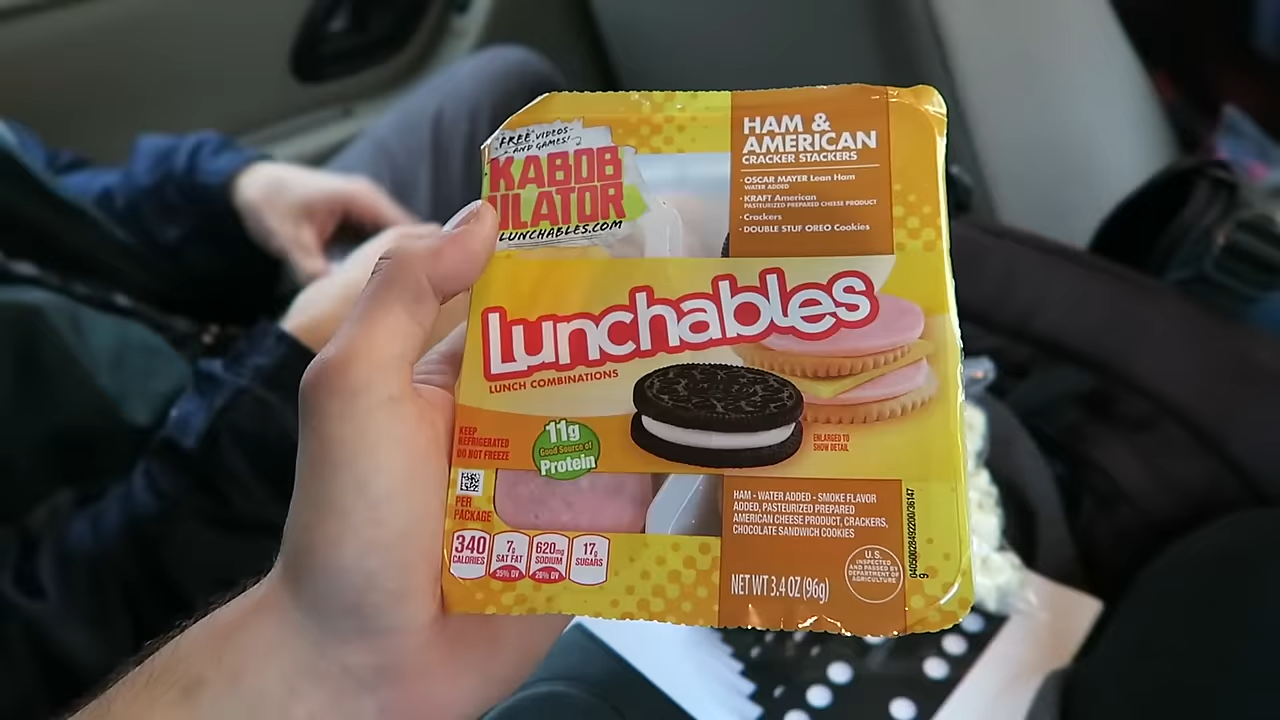 FREE VIDEOS
AND GAMES!
KABOB
ULATOR
LUNCHABLES.COM
HAM &
AMERICAN
CRACKER STACKERS
· OSCAR MAYER Lean Ham
WATER ADDED
· KRAFT American
PASTEURIZED PREPARED CHEESE PRODUCT
· Crackers
· DOUBLE STUF OREO Cookies
Lunchables
LUNCH COMBINATIONS
KEEP
REFRIGERATED
DO NOT FREEZE
11g
Good Source of
Protein
ENLARGED TO
SHOW DETAIL
PER
PACKAGE
340
CALORIES
7g
SAT FAT
35% DV
620mg
SODIUM
26% DV
17g
SUGARS
HAM - WATER ADDED - SMOKE FLAVOR
ADDED, PASTEURIZED PREPARED
AMERICAN CHEESE PRODUCT, CRACKERS,
CHOCOLATE SANDWICH COOKIES
NET WT 3.4 OZ (96g)
U.S.
INSPECTED
AND PASSED BY
DEPARTMENT OF
AGRICULTURE